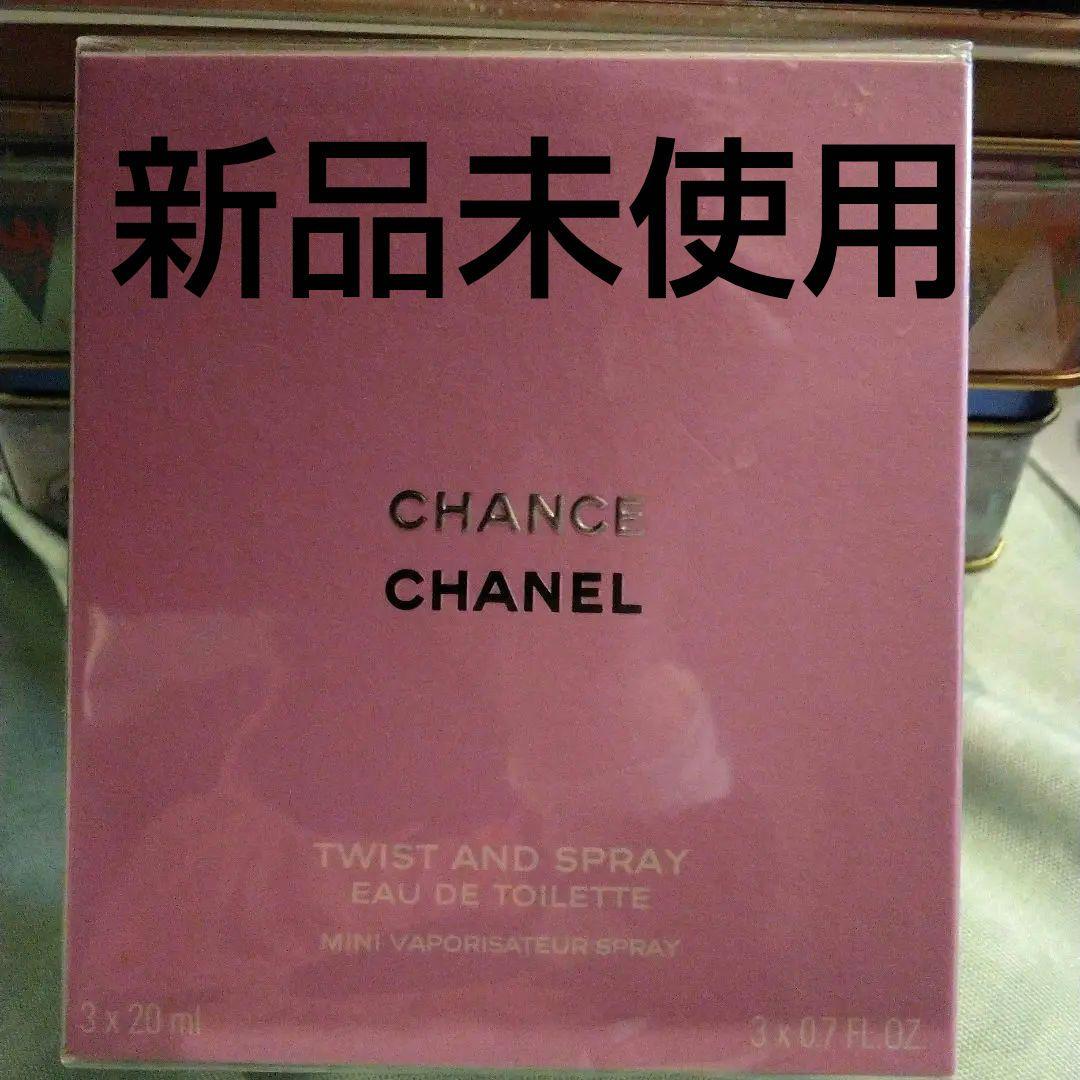 新品未使用
CHANCE
CHANEL
TWIST AND SPRAY
EAU DE TOILETTE
MINI VAPORISATEUR SPRAY
3 x 20 ml
3 x 0.7 FL.OZ.